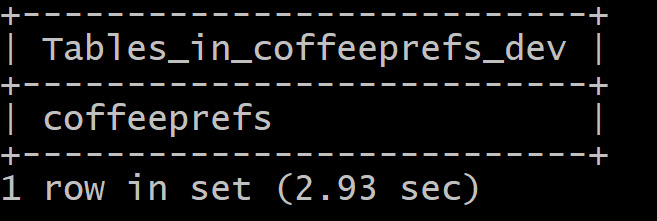 +---------------------------+
| Tables_in_coffeeprefs_dev |
+---------------------------+
| coffeeprefs               |
+---------------------------+
1 row in set (2.93 sec)